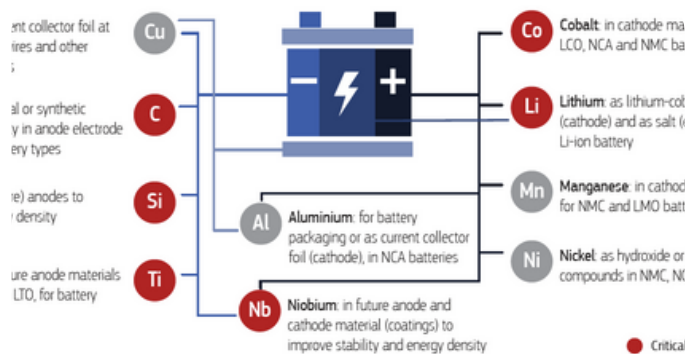 ent collector foil at
ires and other
s
Cu
al or synthetic
y in anode electrode
ery types
C
re) anodes to
density
Si
ure anode materials
LTO, for battery
Ti
Al
Aluminium: for battery
packaging or as current collector
foil (cathode), in NCA batteries
Nb
Niobium: in future anode and
cathode material (coatings) to
improve stability and energy density
− +
Co
Cobalt: in cathode ma
LCO, NCA and NMC ba
Li
Lithium: as lithium-cob
(cathode) and as salt (
Li-ion battery
Mn
Manganese: in cathod
for NMC and LMO batt
Ni
Nickel: as hydroxide or
compounds in NMC, NC
Critical